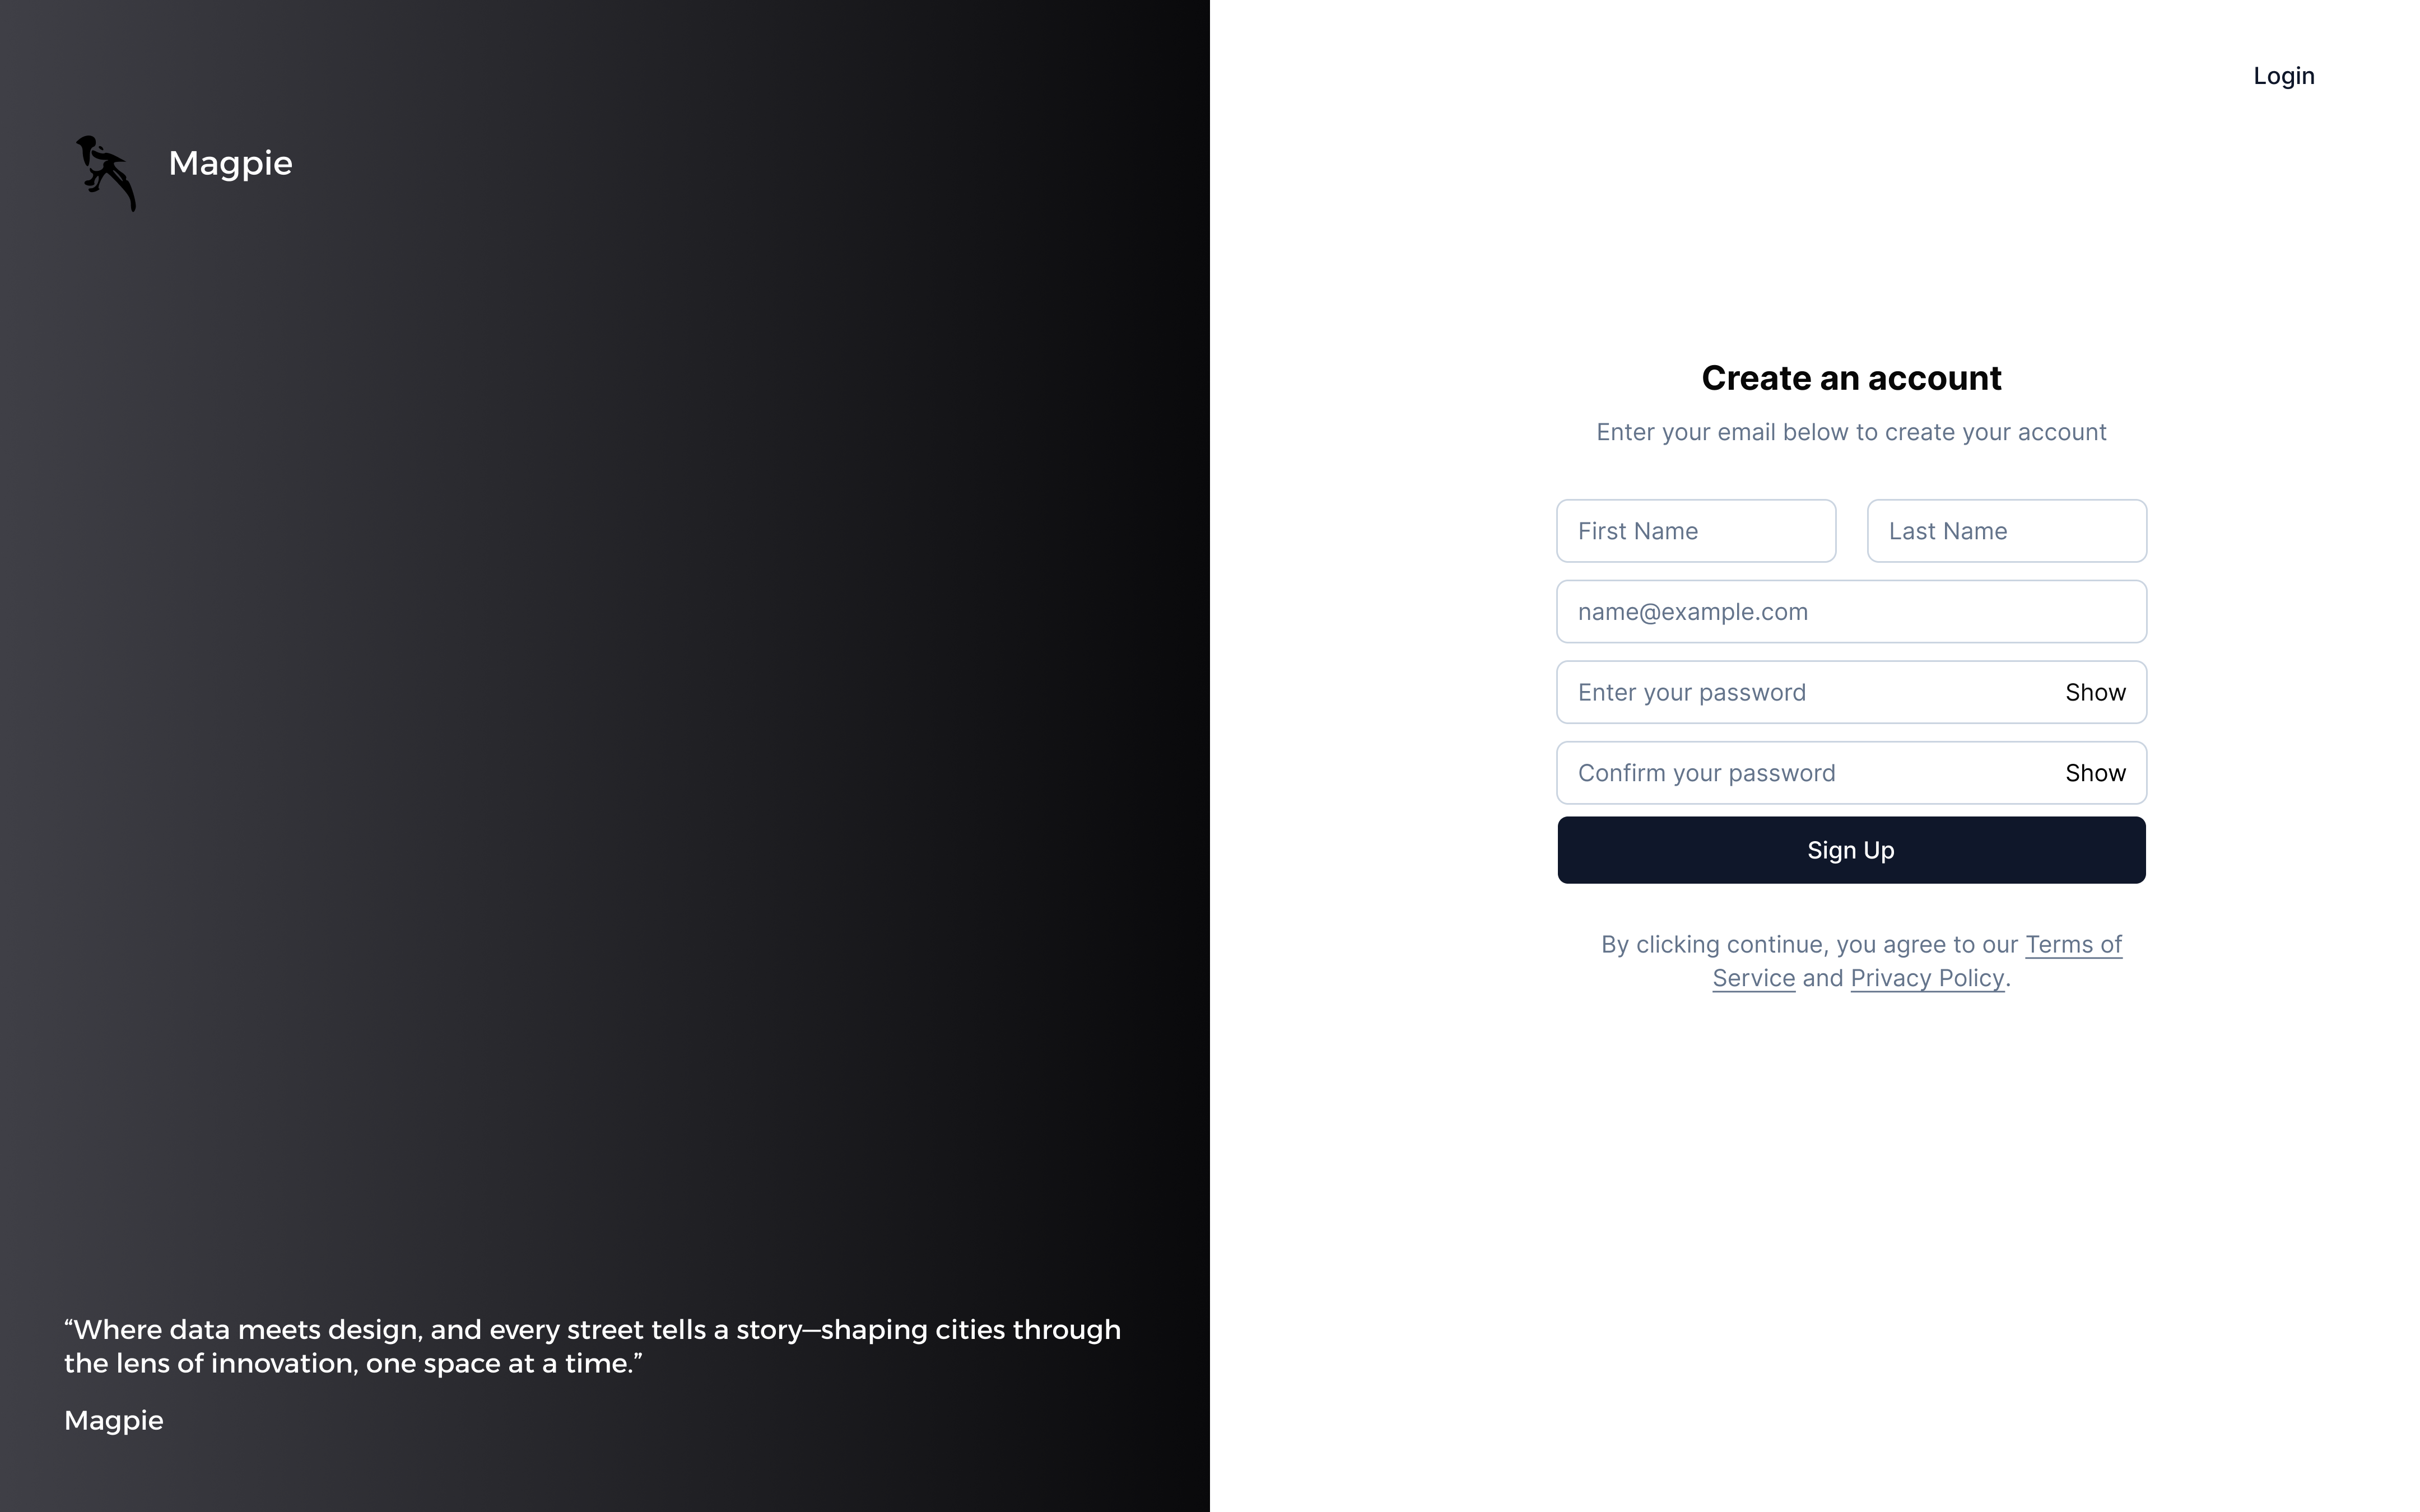 Login
Magpie
Create an account
Enter your email below to create your account
First Name
Last Name
name@example.com
Enter your password
Show
Confirm your password
Show
Sign Up
By clicking continue, you agree to our Terms of
Service and Privacy Policy.
“Where data meets design, and every street tells a story—shaping cities through
the lens of innovation, one space at a time.”
Magpie